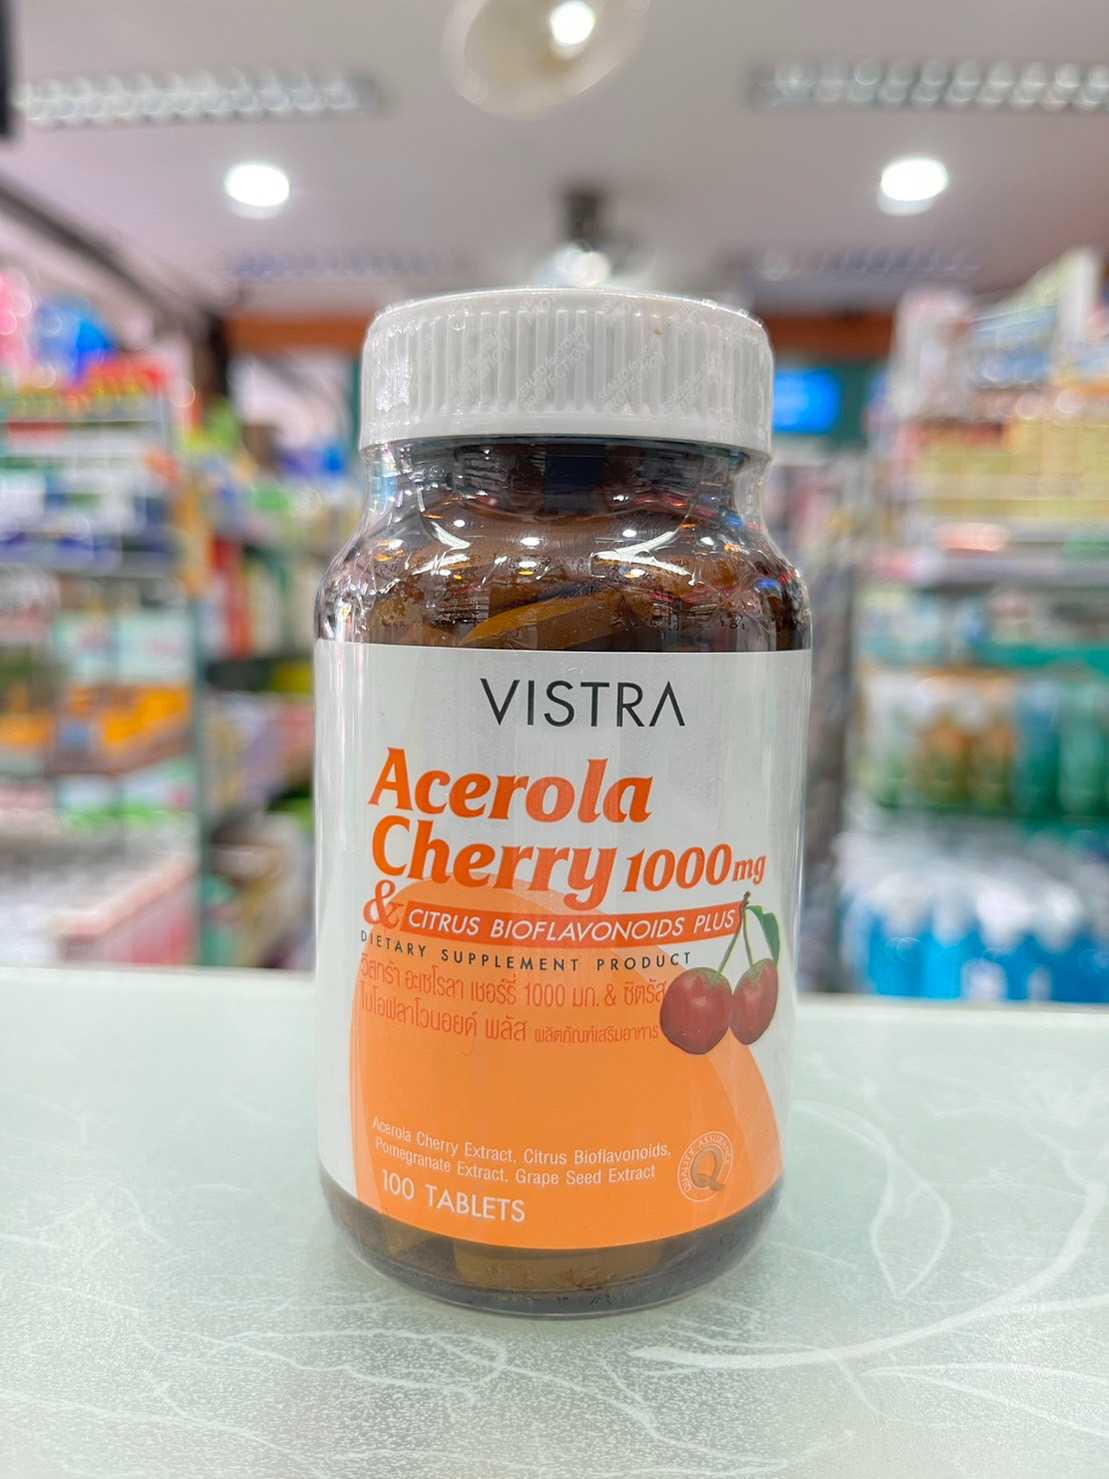 VISTRA
Acerola
Cherry 1000mg
& CITRUS BIOFLAVONOIDS PLUS
DIETARY SUPPLEMENT PRODUCT
วิสทร้า อะเซโรลา เชอร์รี่ 1000 มก. & ซิตรัส
ไบโอฟลาโวนอยด์ พลัส ผลิตภัณฑ์เสริมอาหาร
Acerola Cherry Extract, Citrus Bioflavonoids,
Pomegranate Extract, Grape Seed Extract
QUALITY ASSURANCE
Q
100 TABLETS